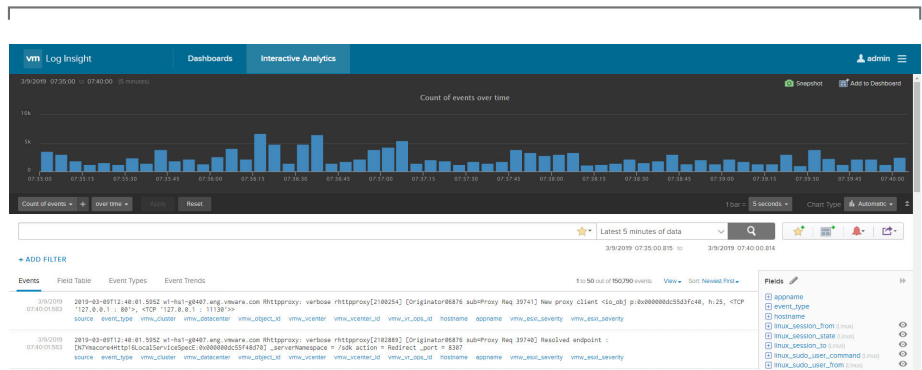 vm Log Insight Dashboards Interactive Analytics admin
3/9/2019 07:35:00 to 07:40:00 (5 minutes) Snapshot Add to Dashboard
Count of events over time
10k
5k
0
07:35:00 07:35:15 07:35:30 07:35:45 07:36:00 07:36:15 07:36:30 07:36:45 07:37:00 07:37:15 07:37:30 07:37:45 07:38:00 07:38:15 07:38:30 07:38:45 07:39:00 07:39:15 07:39:30 07:39:45 07:40:00
Count of events + over time Apply Reset 1 bar = 5 seconds Chart Type Automatic
Latest 5 minutes of data
3/9/2019 07:35:00.815 to 3/9/2019 07:40:00.814
+ ADD FILTER
Events Field Table Event Types Event Trends 1 to 50 out of 150,790 events View Sort: Newest First
3/9/2019 2019-03-09T12:40:01.595Z w1-hs1-g0407.eng.vmware.com Rhttpproxy: verbose rhttpproxy[2100254] [Originator@6876 sub=Proxy Req 39741] New proxy client <io_obj p:0x000000dc55d3fc48, h:25, <TCP
07:40:01.583 '127.0.0.1 : 80'>, <TCP '127.0.0.1 : 11130'>>
source event_type vmw_cluster vmw_datacenter vmw_object_id vmw_vcenter vmw_vcenter_id vmw_vr_ops_id hostname appname vmw_esxi_severity vmw_esxi_severity
3/9/2019 2019-03-09T12:40:01.595Z w1-hs1-g0407.eng.vmware.com Rhttpproxy: verbose rhttpproxy[2102889] [Originator@6876 sub=Proxy Req 39740] Resolved endpoint :
07:40:01.583 [N7Vmacore4Http16LocalServiceSpecE:0x000000dc55f48d70] _serverNamespace = /sdk action = Redirect _port = 8307
source event_type vmw_cluster vmw_datacenter vmw_object_id vmw_vcenter vmw_vcenter_id vmw_vr_ops_id hostname appname vmw_esxi_severity vmw_esxi_severity
Fields
appname
event_type
hostname
linux_session_from (Linux)
linux_session_state (Linux)
linux_session_to (Linux)
linux_sudo_user_command (Linux)
linux_sudo_user_from (Linux)